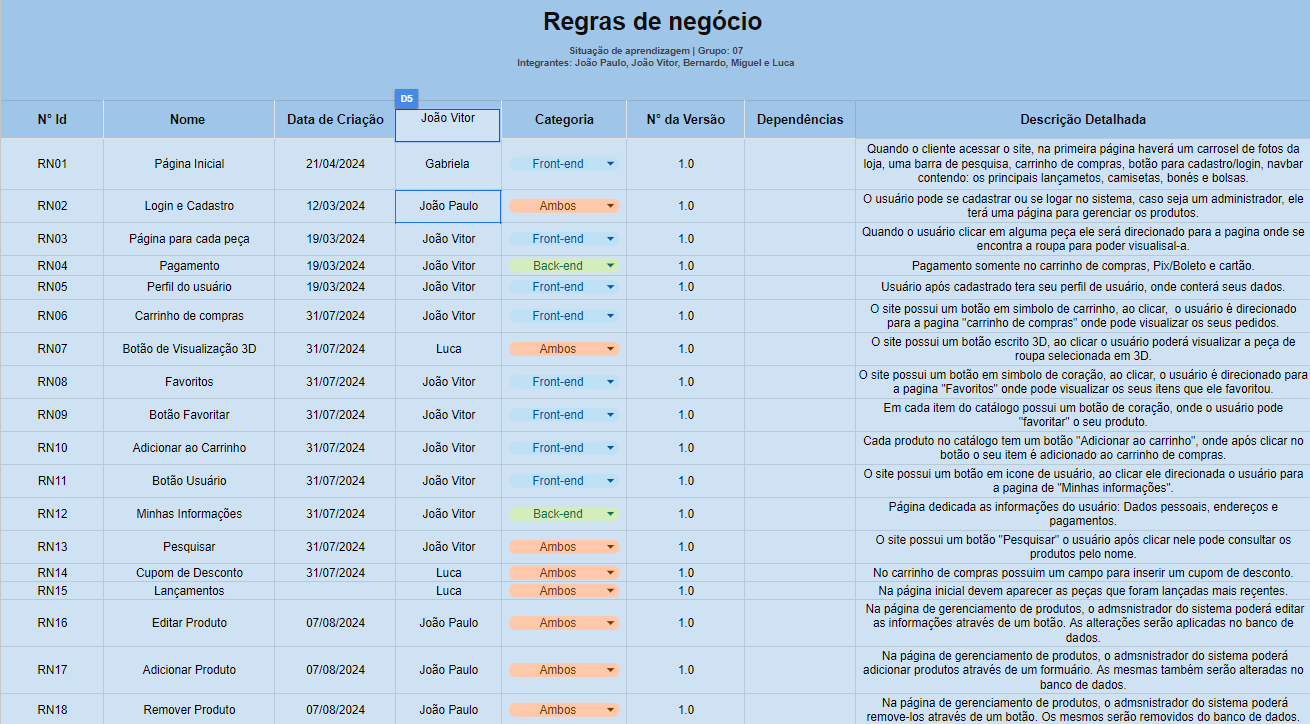 Regras de negócio
Situação de aprendizagem | Grupo: 07
Integrantes: João Paulo, João Vitor, Bernardo, Miguel e Luca
D5
N° Id Nome Data de Criação João Vitor Categoria N° da Versão Dependências Descrição Detalhada
RN01 Página Inicial 21/04/2024 Gabriela Front-end 1.0 Quando o cliente acessar o site, na primeira página haverá um carrosel de fotos da
loja, uma barra de pesquisa, carrinho de compras, botão para cadastro/login, navbar
contendo: os principais lançametos, camisetas, bonés e bolsas.
RN02 Login e Cadastro 12/03/2024 João Paulo Ambos 1.0 O usuário pode se cadastrar ou se logar no sistema, caso seja um administrador, ele
terá uma página para gerenciar os produtos.
RN03 Página para cada peça 19/03/2024 João Vitor Front-end 1.0 Quando o usuário clicar em alguma peça ele será direcionado para a pagina onde se
encontra a roupa para poder visualisal-a.
RN04 Pagamento 19/03/2024 João Vitor Back-end 1.0 Pagamento somente no carrinho de compras, Pix/Boleto e cartão.
RN05 Perfil do usuário 19/03/2024 João Vitor Front-end 1.0 Usuário após cadastrado tera seu perfil de usuário, onde conterá seus dados.
RN06 Carrinho de compras 31/07/2024 João Vitor Front-end 1.0 O site possui um botão em simbolo de carrinho, ao clicar, o usuário é direcionado
para a pagina "carrinho de compras" onde pode visualizar os seus pedidos.
RN07 Botão de Visualização 3D 31/07/2024 Luca Ambos 1.0 O site possui um botão escrito 3D, ao clicar o usuário poderá visualizar a peça de
roupa selecionada em 3D.
RN08 Favoritos 31/07/2024 João Vitor Front-end 1.0 O site possui um botão em simbolo de coração, ao clicar, o usuário é direcionado para
a pagina "Favoritos" onde pode visualizar os seus itens que ele favoritou.
RN09 Botão Favoritar 31/07/2024 João Vitor Front-end 1.0 Em cada item do catálogo possui um botão de coração, onde o usuário pode
"favoritar" o seu produto.
RN10 Adicionar ao Carrinho 31/07/2024 João Vitor Front-end 1.0 Cada produto no catálogo tem um botão "Adicionar ao carrinho", onde após clicar no
botão o seu item é adicionado ao carrinho de compras.
RN11 Botão Usuário 31/07/2024 João Vitor Front-end 1.0 O site possui um botão em icone de usuário, ao clicar ele direcionada o usuário para
a pagina de "Minhas informações".
RN12 Minhas Informações 31/07/2024 João Vitor Back-end 1.0 Página dedicada as informações do usuário: Dados pessoais, endereços e
pagamentos.
RN13 Pesquisar 31/07/2024 João Vitor Ambos 1.0 O site possui um botão "Pesquisar" o usuário após clicar nele pode consultar os
produtos pelo nome.
RN14 Cupom de Desconto 31/07/2024 Luca Ambos 1.0 No carrinho de compras possuim um campo para inserir um cupom de desconto.
RN15 Lançamentos Luca Ambos 1.0 Na página inicial devem aparecer as peças que foram lançadas mais recentes.
RN16 Editar Produto 07/08/2024 João Paulo Ambos 1.0 Na página de gerenciamento de produtos, o admsnistrador do sistema poderá editar
as informações através de um botão. As alterações serão aplicadas no banco de
dados.
RN17 Adicionar Produto 07/08/2024 João Paulo Ambos 1.0 Na página de gerenciamento de produtos, o admsnistrador do sistema poderá
adicionar produtos através de um formuário. As mesmas também serão alteradas no
banco de dados.
RN18 Remover Produto 07/08/2024 João Paulo Ambos 1.0 Na página de gerenciamento de produtos, o admsnistrador do sistema poderá
remove-los através de um botão. Os mesmos serão removidos do banco de dados.